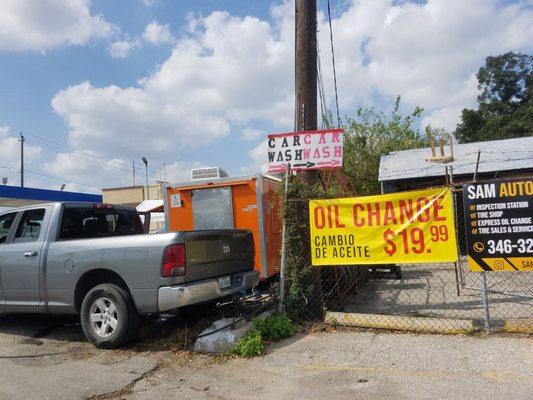 CAR CAR
WASH WASH
OIL CHANGE
CAMBIO
DE ACEITE
$19.99
SAM AUTO
INSPECTION STATION
TIRE SHOP
EXPRESS OIL CHANGE
TIRE SALES & SERVICE
346-32